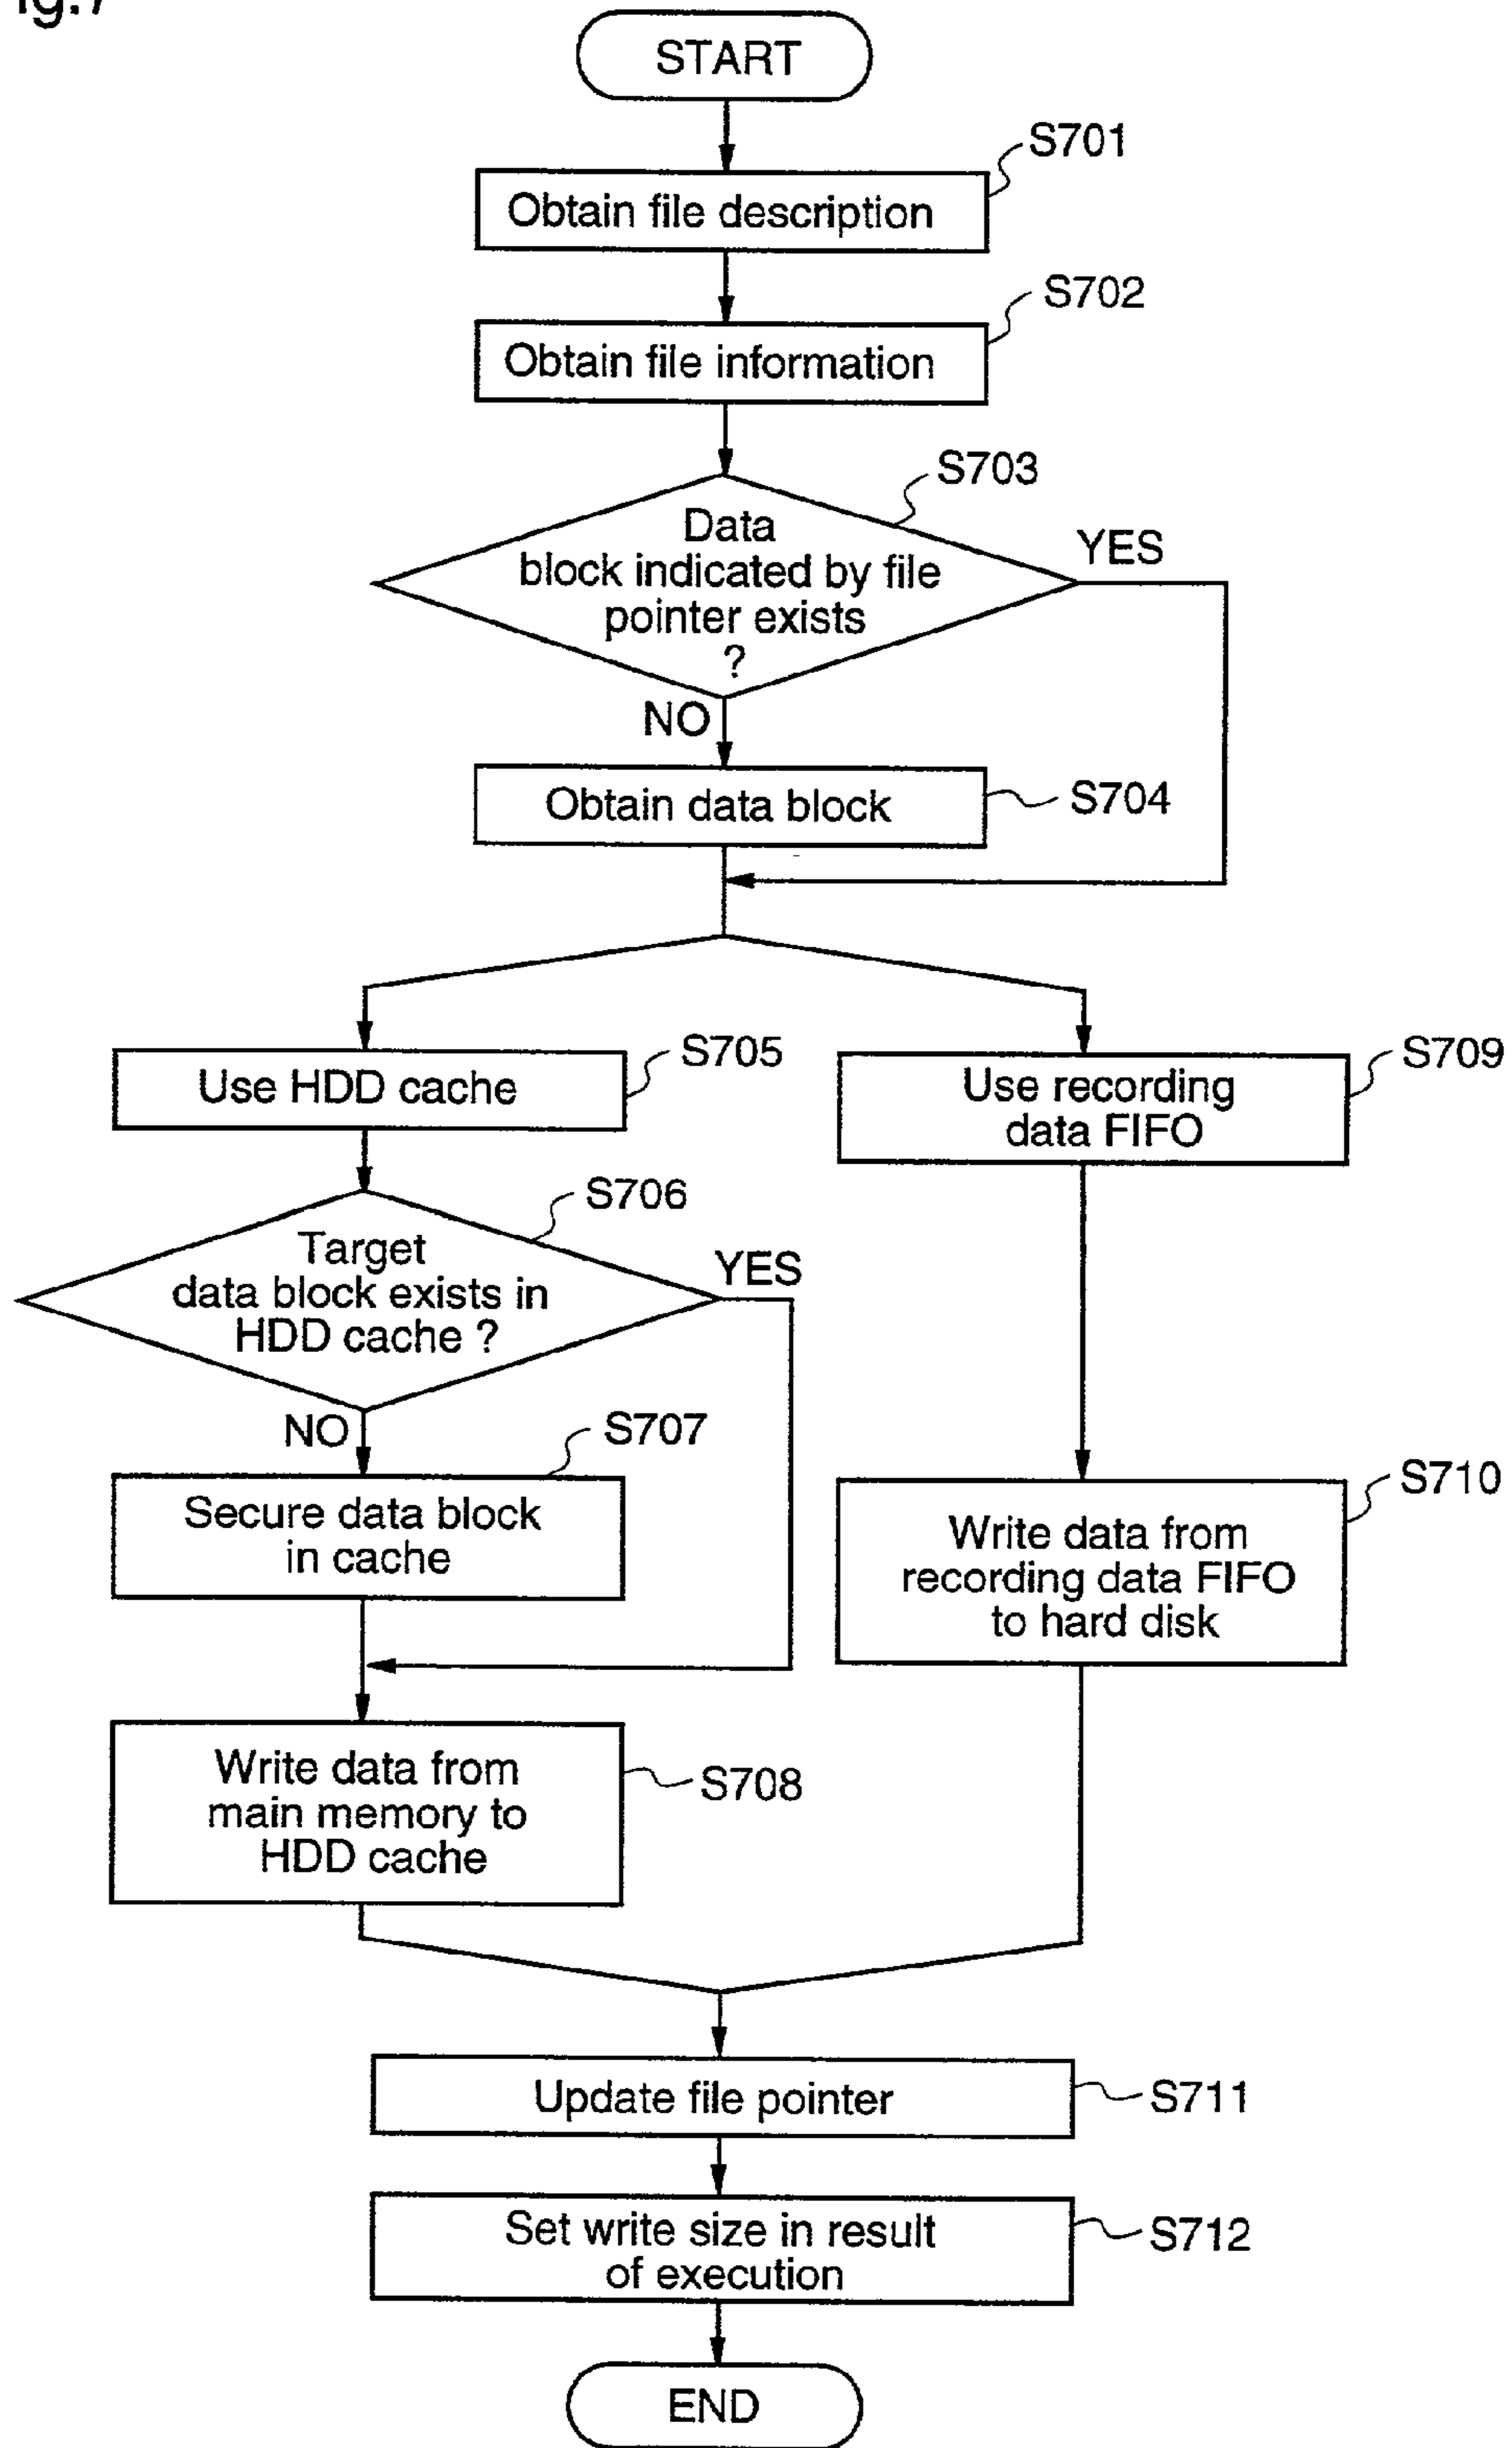 ig.7
START
S701
Obtain file description
S702
Obtain file information
S703
Data
block indicated by file
pointer exists
?
YES
NO
Obtain data block
S704
Use HDD cache
S705
Use recording
data FIFO
S709
S706
Target
data block exists in
HDD cache ?
YES
NO
S707
Secure data block
in cache
S710
Write data from
recording data FIFO
to hard disk
Write data from
main memory to
HDD cache
S708
Update file pointer
S711
Set write size in result
of execution
S712
END